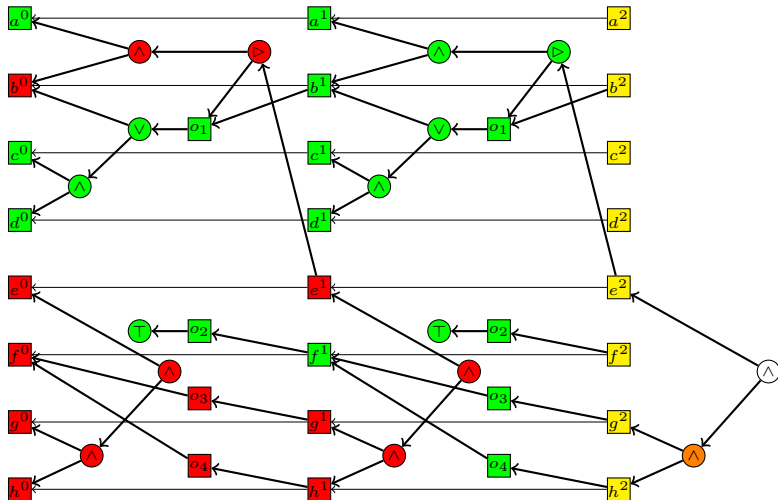 a⁰ a¹ a²
∧ ▷ ∧ ▷
b⁰ b¹ b²
∨ o₁ ∨ o₁
c⁰ c¹ c²
∧ ∧
d⁰ d¹ d²
e⁰ e¹ e²
⊤ o₂ ⊤ o₂
f⁰ f¹ f²
∧ ∧ ∧
o₃ o₃
g⁰ g¹ g²
∧ o₄ ∧ o₄ ∧
h⁰ h¹ h²